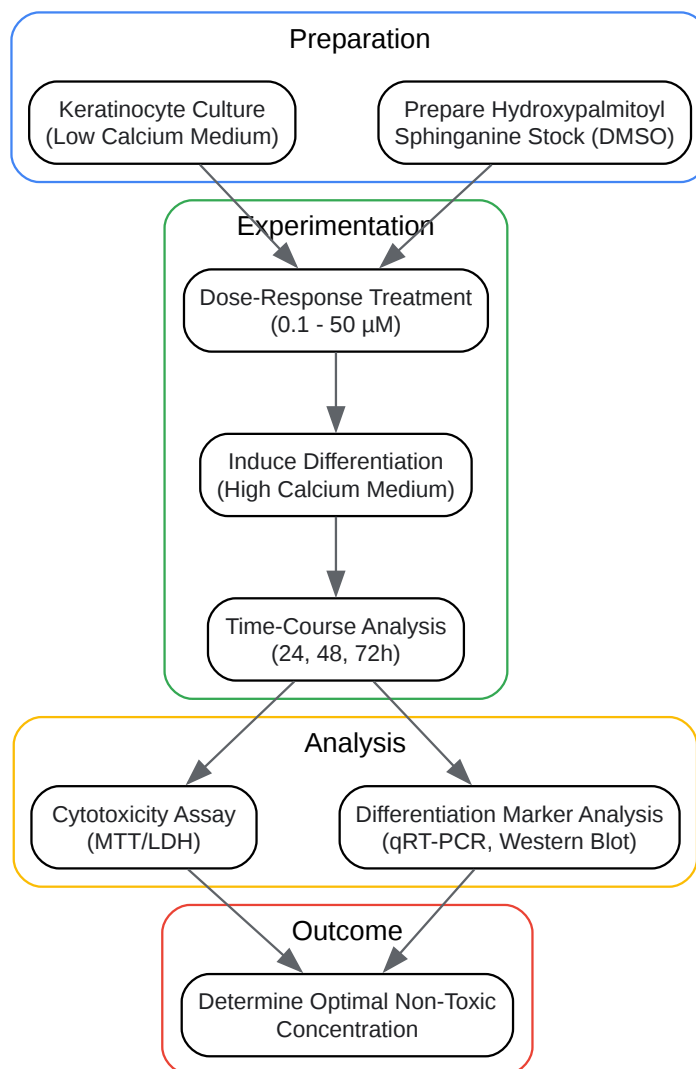 Preparation
Keratinocyte Culture
(Low Calcium Medium)
Prepare Hydroxypalmitoyl
Sphinganine Stock (DMSO)
Experimentation
Dose-Response Treatment
(0.1 - 50 µM)
Induce Differentiation
(High Calcium Medium)
Time-Course Analysis
(24, 48, 72h)
Analysis
Cytotoxicity Assay
(MTT/LDH)
Differentiation Marker Analysis
(qRT-PCR, Western Blot)
Outcome
Determine Optimal Non-Toxic
Concentration